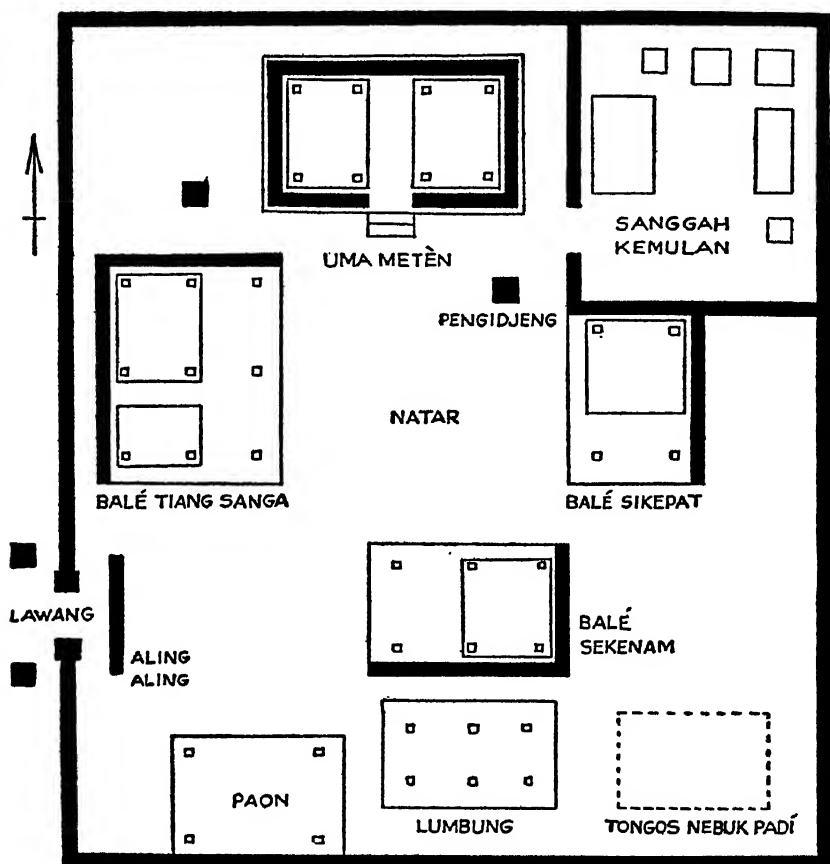 SANGGAH
KEMULAN
UMA METÈN
PENGIDJENG
NATAR
BALÉ TIANG SANGA
BALÉ SIKEPAT
LAWANG
ALING
ALING
BALÉ
SEKENAM
PAON
LUMBUNG
TONGOS NEBUK PADÍ